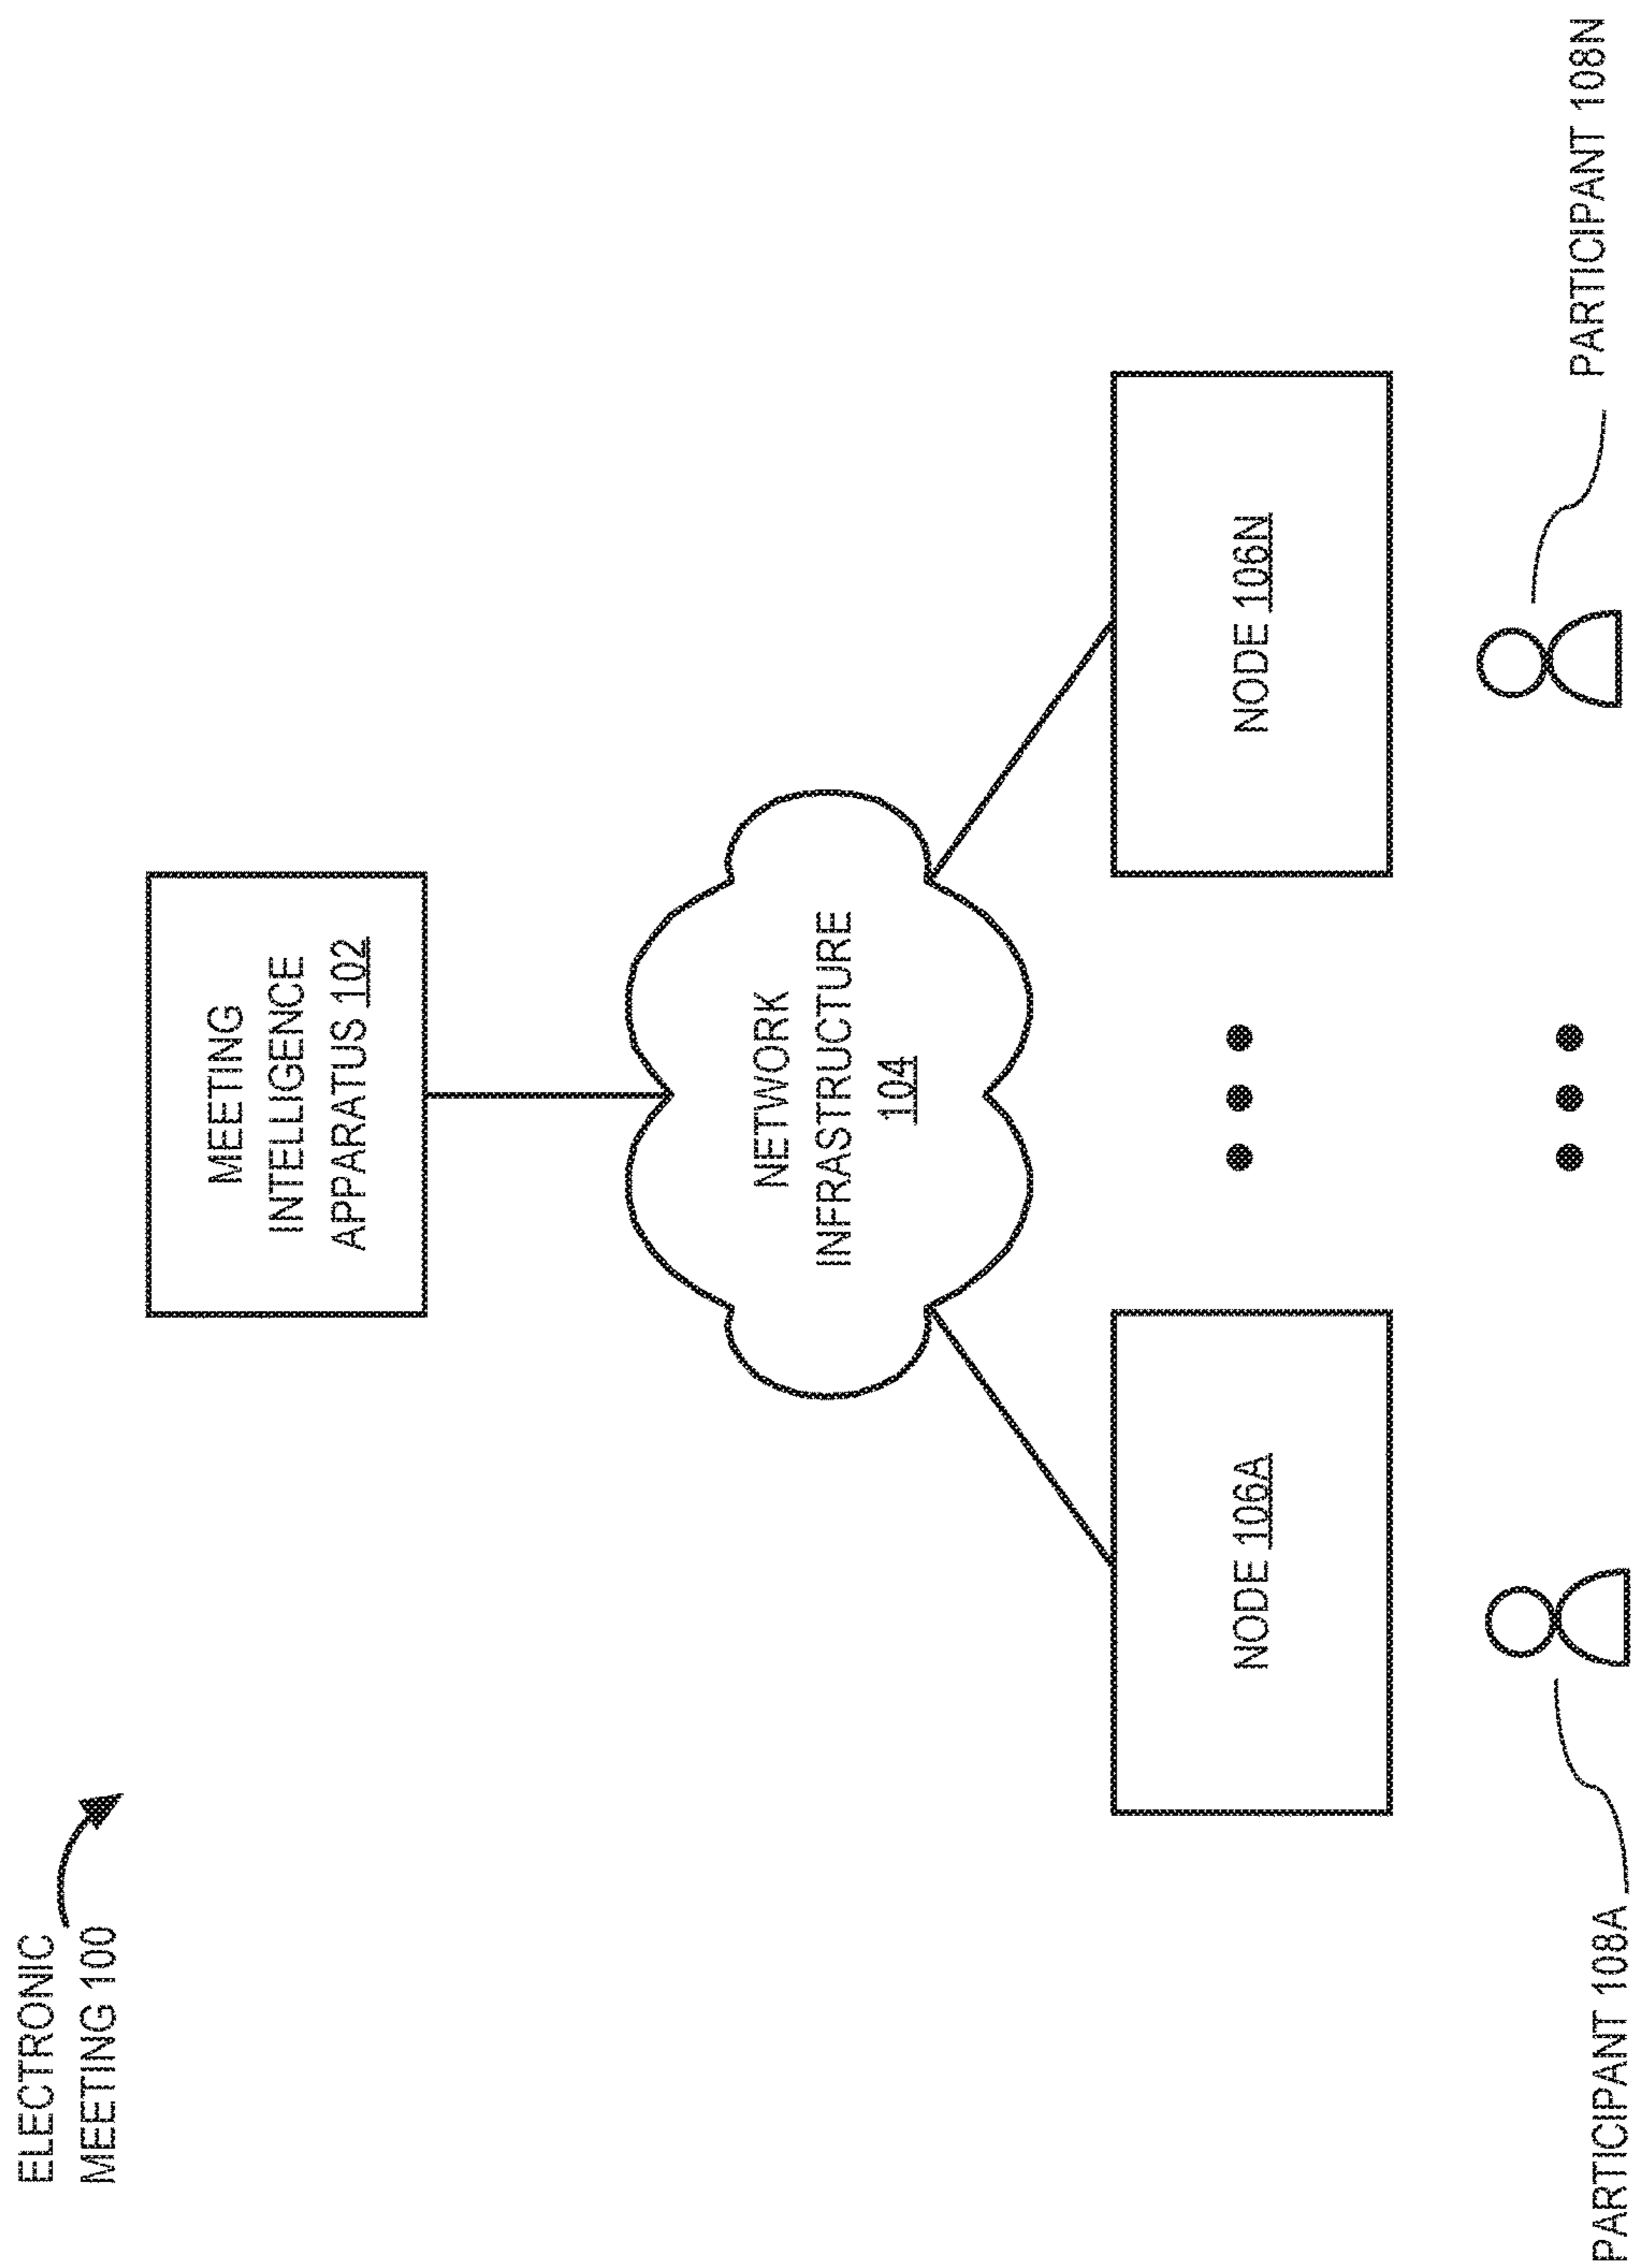 ELECTRONIC
MEETING 100
MEETING
INTELLIGENCE
APPARATUS 102
NETWORK
INFRASTRUCTURE
104
NODE 106A
NODE 106N
PARTICIPANT 108A
PARTICIPANT 108N